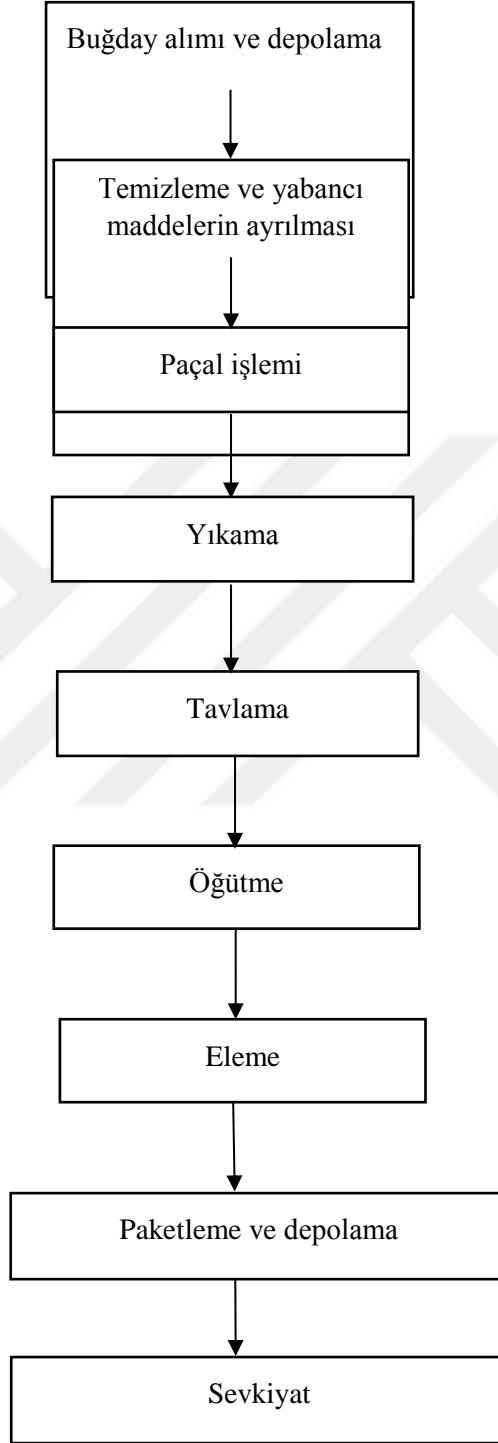 Buğday alımı ve depolama
Temizleme ve yabancı
maddelerin ayrılması
Paçal işlemi
Yıkama
Tavlama
Öğütme
Eleme
Paketleme ve depolama
Sevkiyat